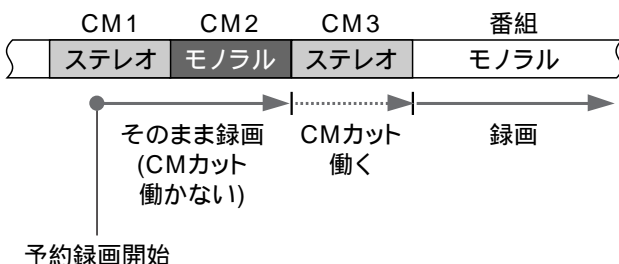 CM1 CM2 CM3 番組
ステレオ モノラル ステレオ モノラル
そのまま録画 CMカット 録画
(CMカット 働く
働かない)
予約録画開始